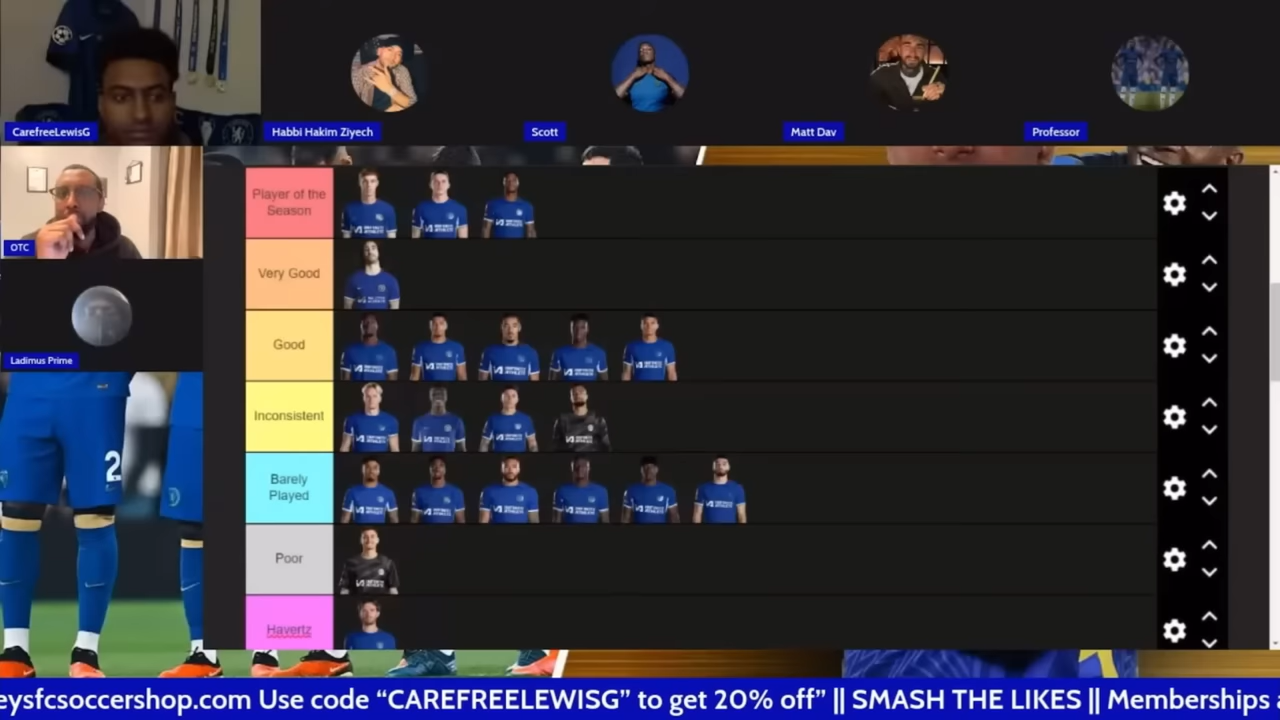 CarefreeLewisG
Habbi Hakim Ziyech
Scott
Matt Dav
Professor
OTC
Ladimus Prime
2
Player of the
Season
Very Good
Good
Inconsistent
Barely
Played
Poor
Havertz
eysfcsoccershop.com Use code “CAREFREELEWISG” to get 20% off” || SMASH THE LIKES || Memberships a